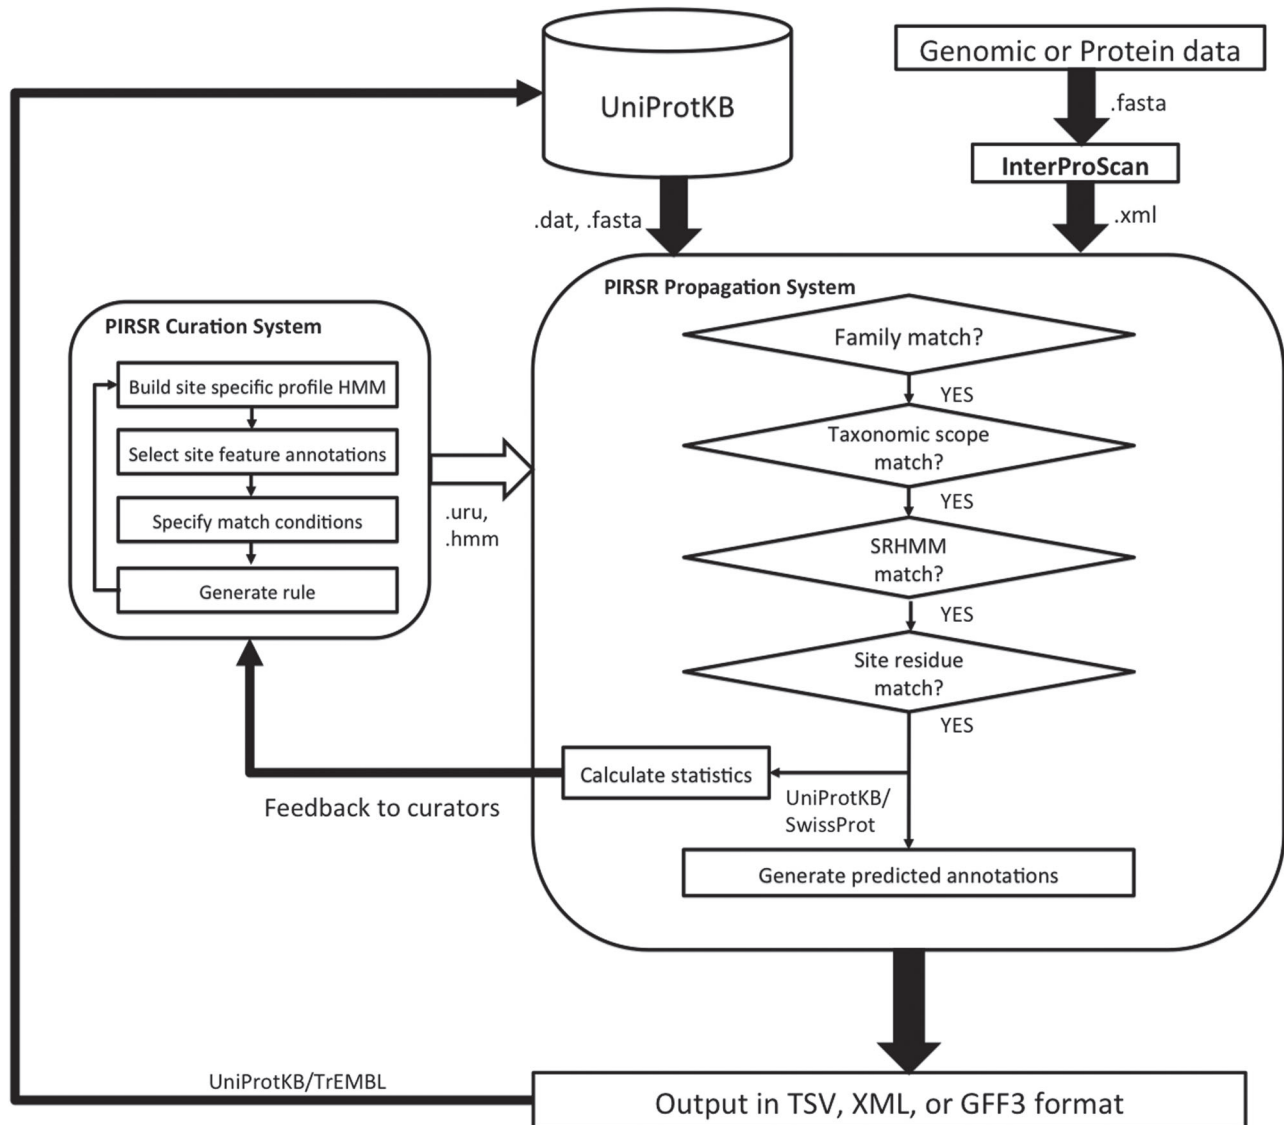 Genomic or Protein data
UniProtKB
.fasta
InterProScan
.dat, .fasta
.xml
PIRSR Propagation System
Family match?
YES
Taxonomic scope
match?
YES
SRHMM
match?
YES
Site residue
match?
YES
PIRSR Curation System
Build site specific profile HMM
Select site feature annotations
Specify match conditions
Generate rule
.uru,
.hmm
Calculate statistics
UniProtKB/
SwissProt
Feedback to curators
Generate predicted annotations
UniProtKB/TrEMBL
Output in TSV, XML, or GFF3 format